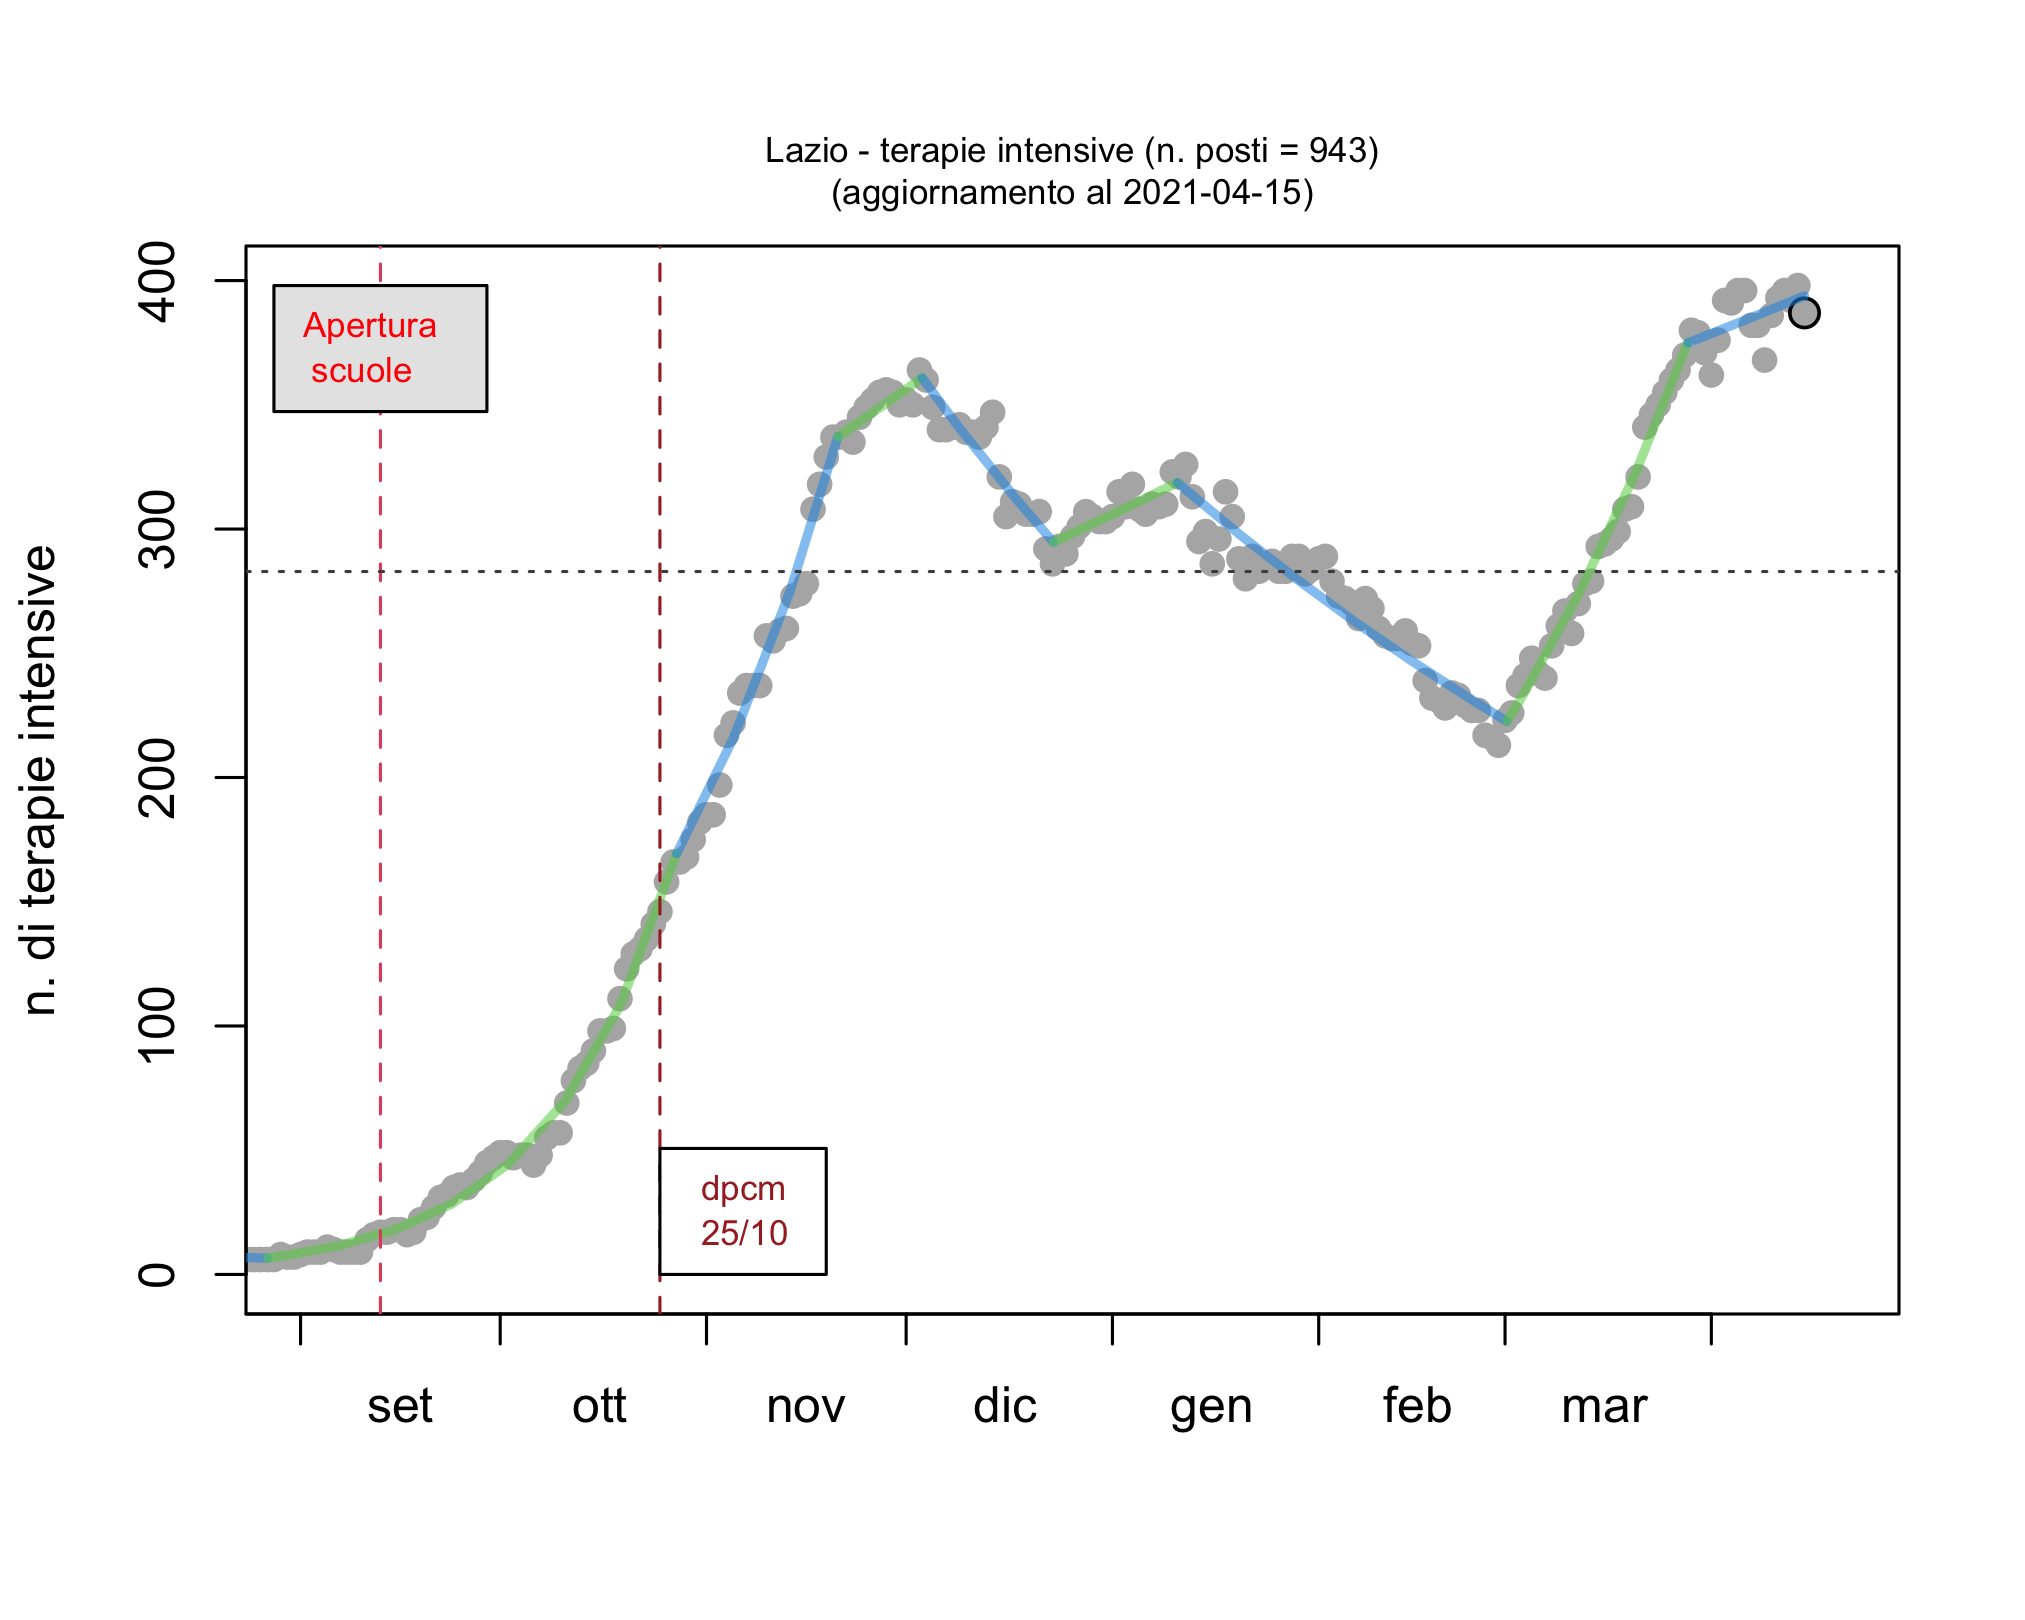 Lazio - terapie intensive (n. posti = 943)
(aggiornamento al 2021-04-15)
n. di terapie intensive
400
300
200
100
0
Apertura
scuole
dpcm
25/10
set
ott
nov
dic
gen
feb
mar